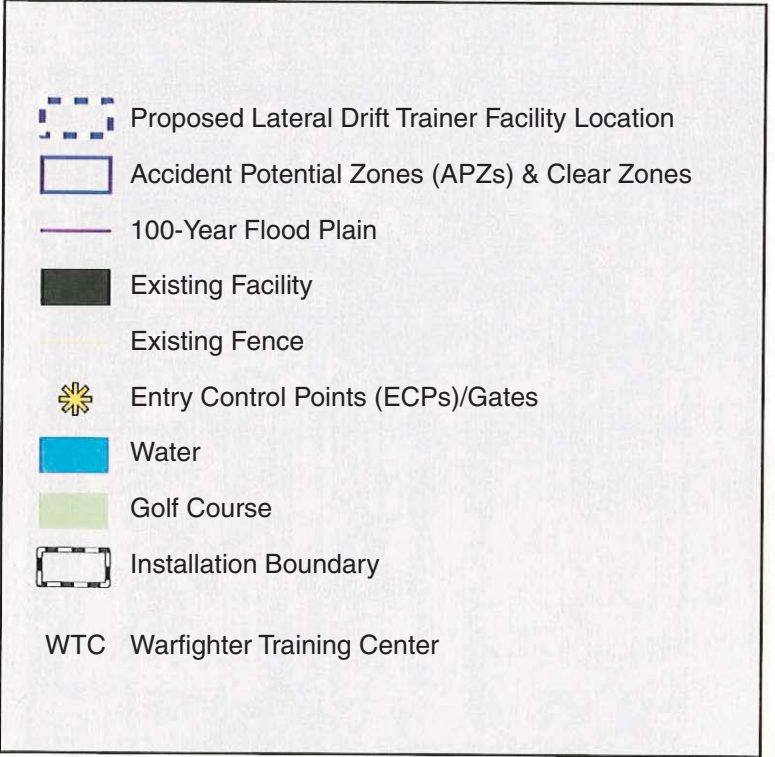 Proposed Lateral Drift Trainer Facility Location
Accident Potential Zones (APZs) & Clear Zones
100-Year Flood Plain
Existing Facility
Existing Fence
Entry Control Points (ECPs)/Gates
Water
Golf Course
Installation Boundary
WTC Warfighter Training Center